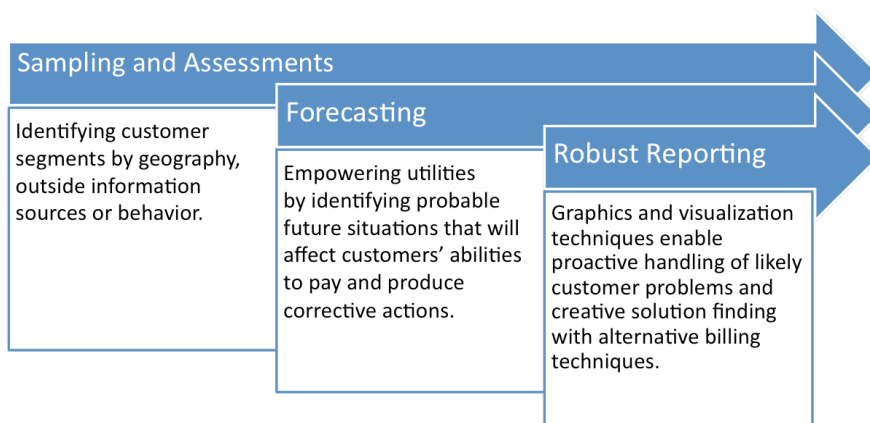 Sampling and Assessments
Identifying customer
segments by geography,
outside information
sources or behavior.
Forecasting
Empowering utilities
by identifying probable
future situations that will
affect customers’ abilities
to pay and produce
corrective actions.
Robust Reporting
Graphics and visualization
techniques enable
proactive handling of likely
customer problems and
creative solution finding
with alternative billing
techniques.